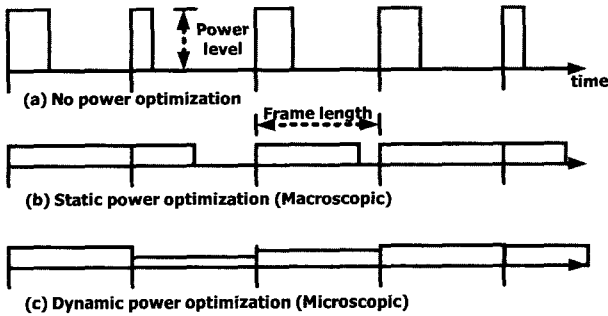 Power
level
time
(a) No power optimization
Frame length
(b) Static power optimization (Macroscopic)
(c) Dynamic power optimization (Microscopic)